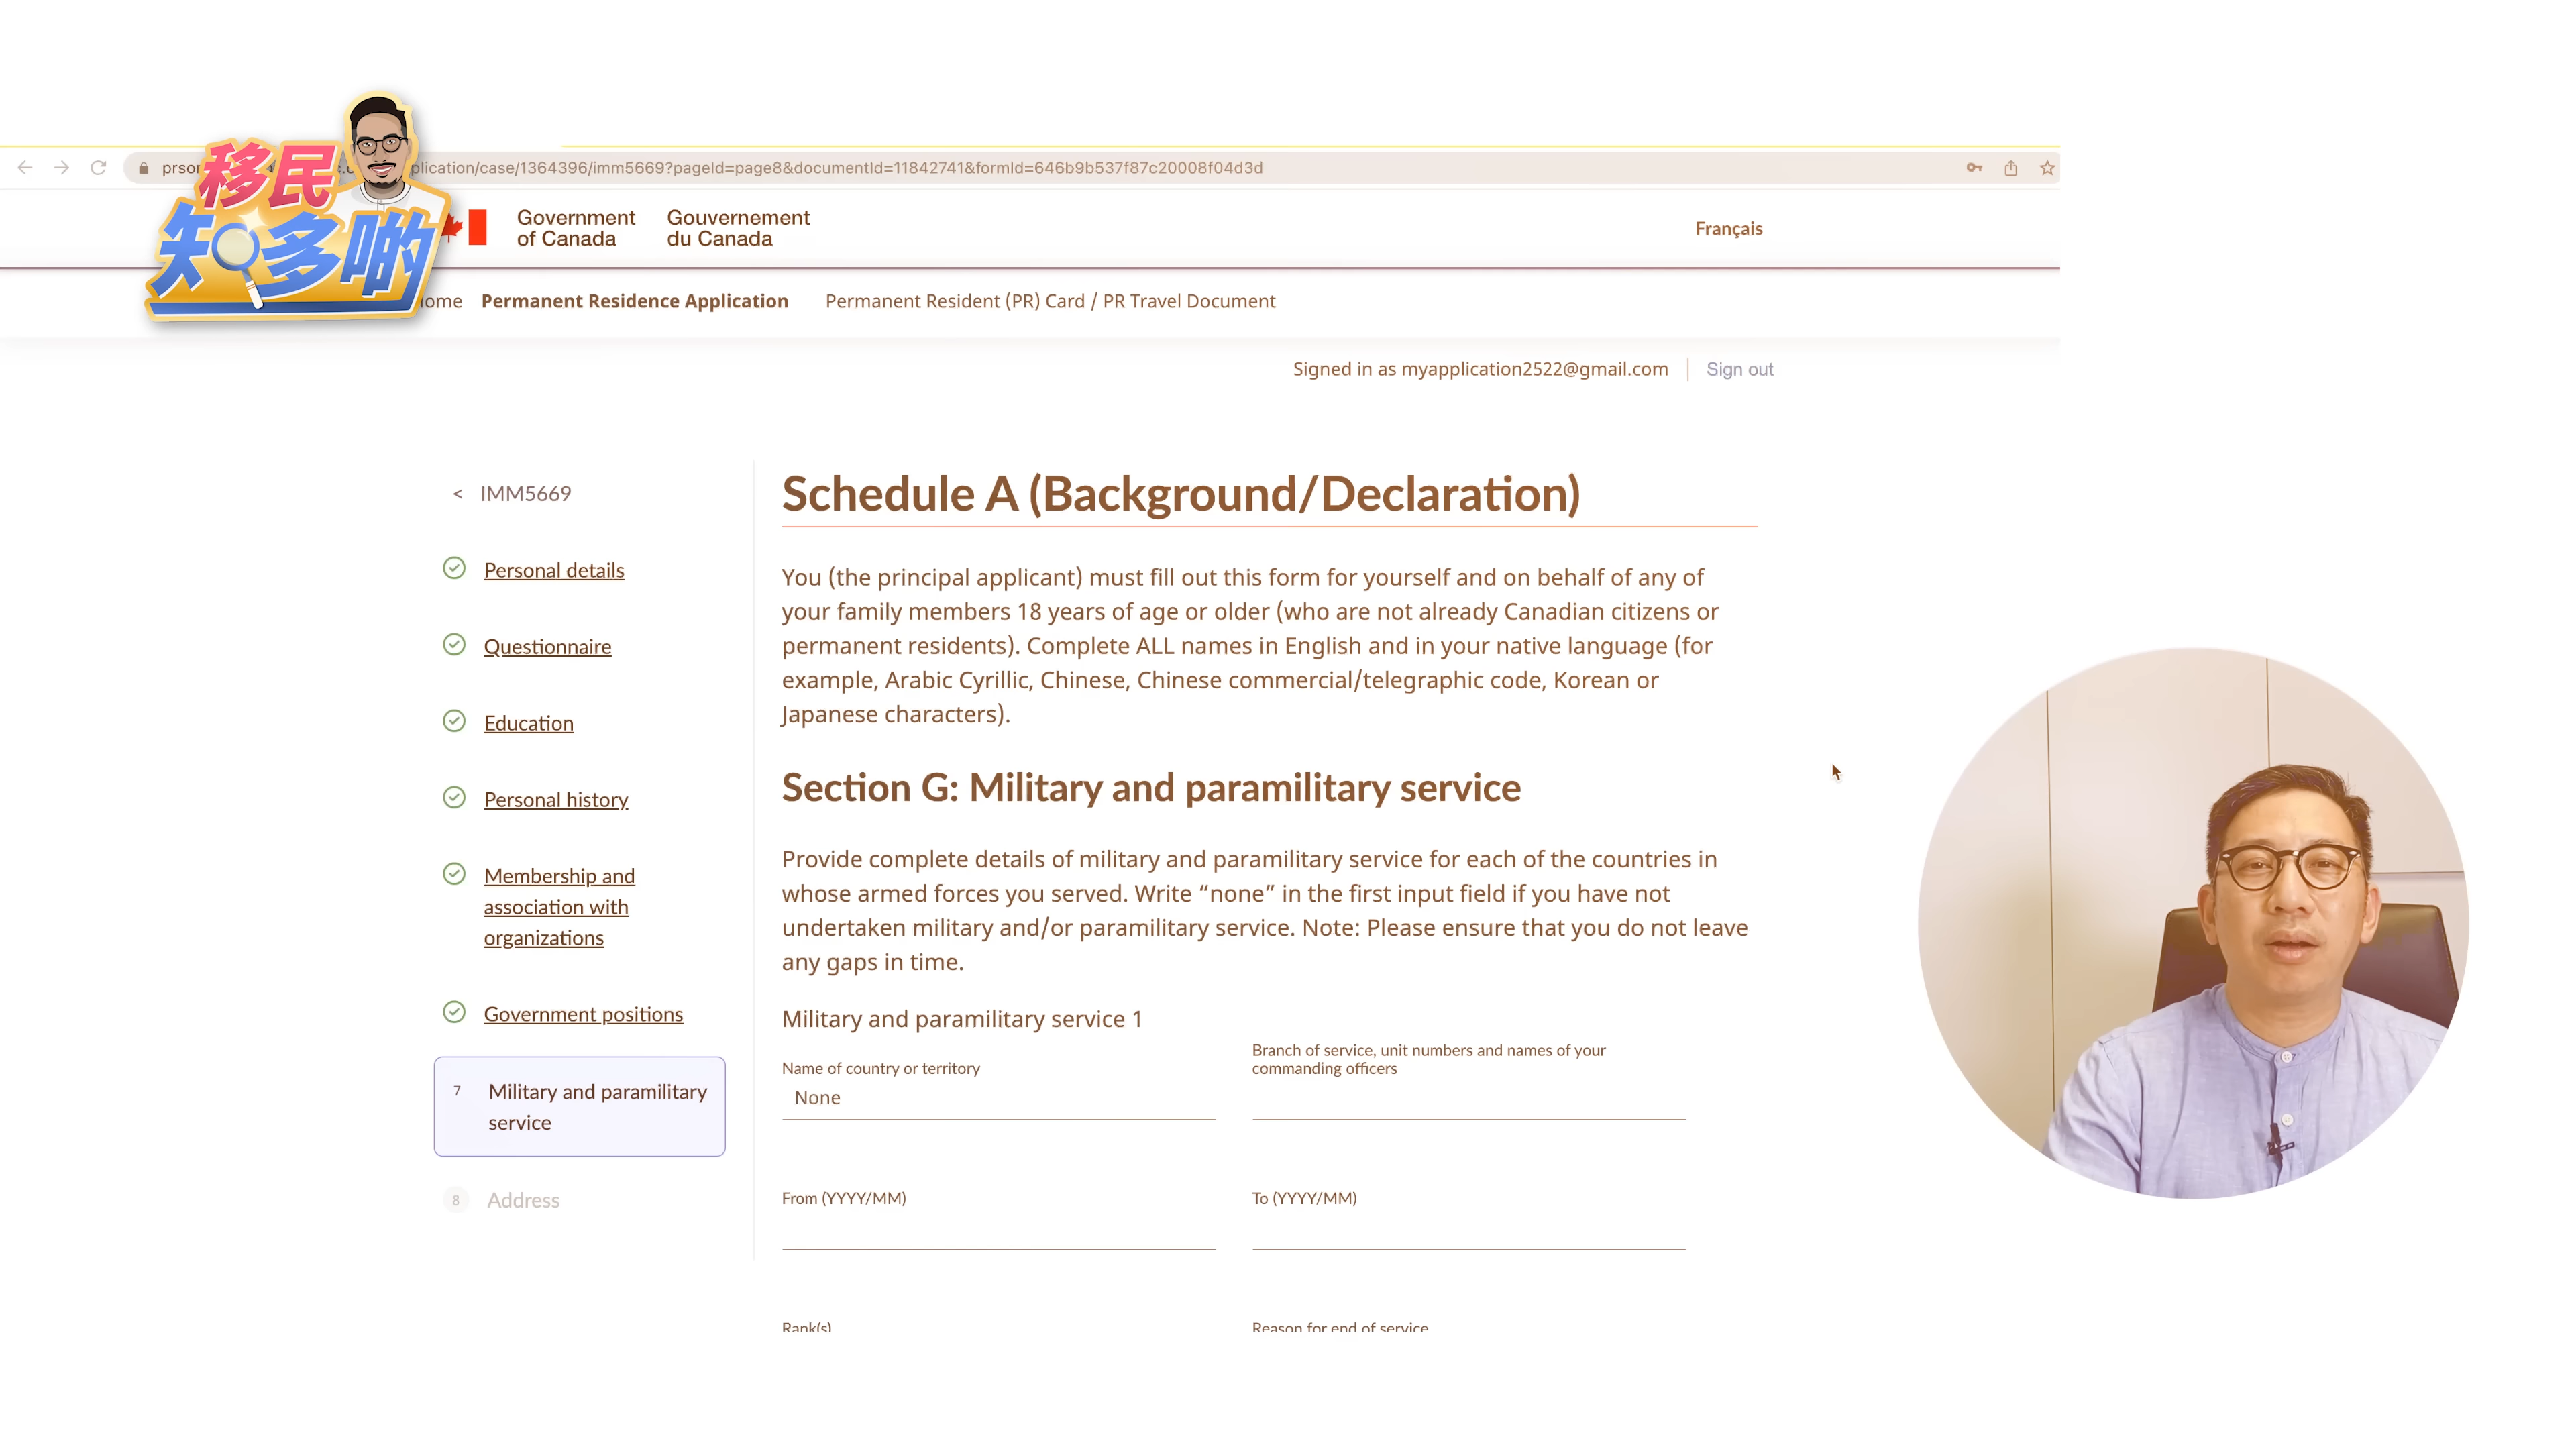 移民
知多啲
prsor
plication/case/1364396/imm5669?pageId=page8&documentId=11842741&formId=646b9b537f87c20008f04d3d
Government of Canada
Gouvernement du Canada
Français
ome Permanent Residence Application Permanent Resident (PR) Card / PR Travel Document
Signed in as myapplication2522@gmail.com Sign out
< IMM5669
Personal details
Questionnaire
Education
Personal history
Membership and
association with
organizations
Government positions
7 Military and paramilitary
service
8 Address
Schedule A (Background/Declaration)
You (the principal applicant) must fill out this form for yourself and on behalf of any of
your family members 18 years of age or older (who are not already Canadian citizens or
permanent residents). Complete ALL names in English and in your native language (for
example, Arabic Cyrillic, Chinese, Chinese commercial/telegraphic code, Korean or
Japanese characters).
Section G: Military and paramilitary service
Provide complete details of military and paramilitary service for each of the countries in
whose armed forces you served. Write “none” in the first input field if you have not
undertaken military and/or paramilitary service. Note: Please ensure that you do not leave
any gaps in time.
Military and paramilitary service 1
Name of country or territory
None
Branch of service, unit numbers and names of your
commanding officers
From (YYYY/MM)
To (YYYY/MM)
Rank(s)
Reason for end of service